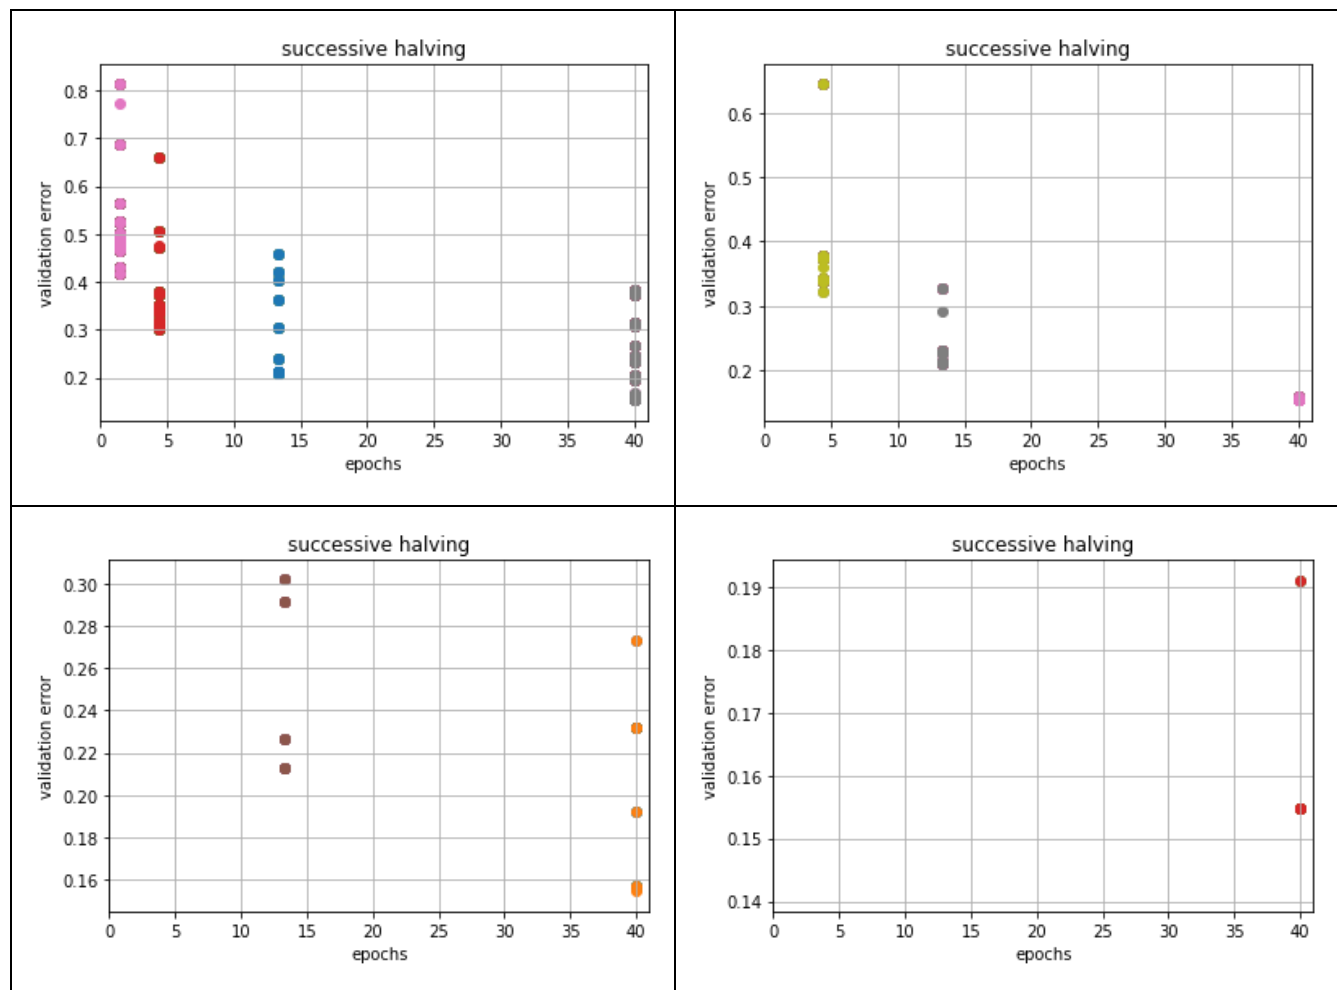 successive halving
0.8
0.7
0.6
0.5
0.4
0.3
0.2
validation error
0 5 10 15 20 25 30 35 40
epochs
successive halving
0.6
0.5
0.4
0.3
0.2
validation error
0 5 10 15 20 25 30 35 40
epochs
successive halving
0.30
0.28
0.26
0.24
0.22
0.20
0.18
0.16
validation error
0 5 10 15 20 25 30 35 40
epochs
successive halving
0.19
0.18
0.17
0.16
0.15
0.14
validation error
0 5 10 15 20 25 30 35 40
epochs